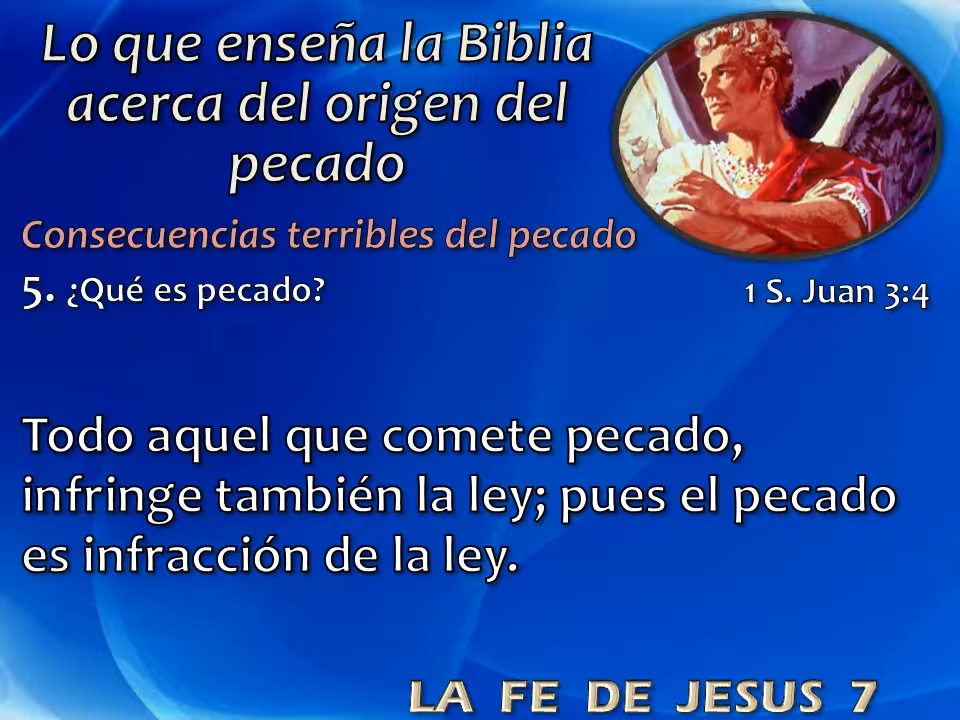 Lo que enseña la Biblia
acerca del origen del
pecado
Consecuencias terribles del pecado
5. ¿Qué es pecado? 1 S. Juan 3:4
Todo aquel que comete pecado,
infringe también la ley; pues el pecado
es infracción de la ley.
LA FE DE JESUS 7